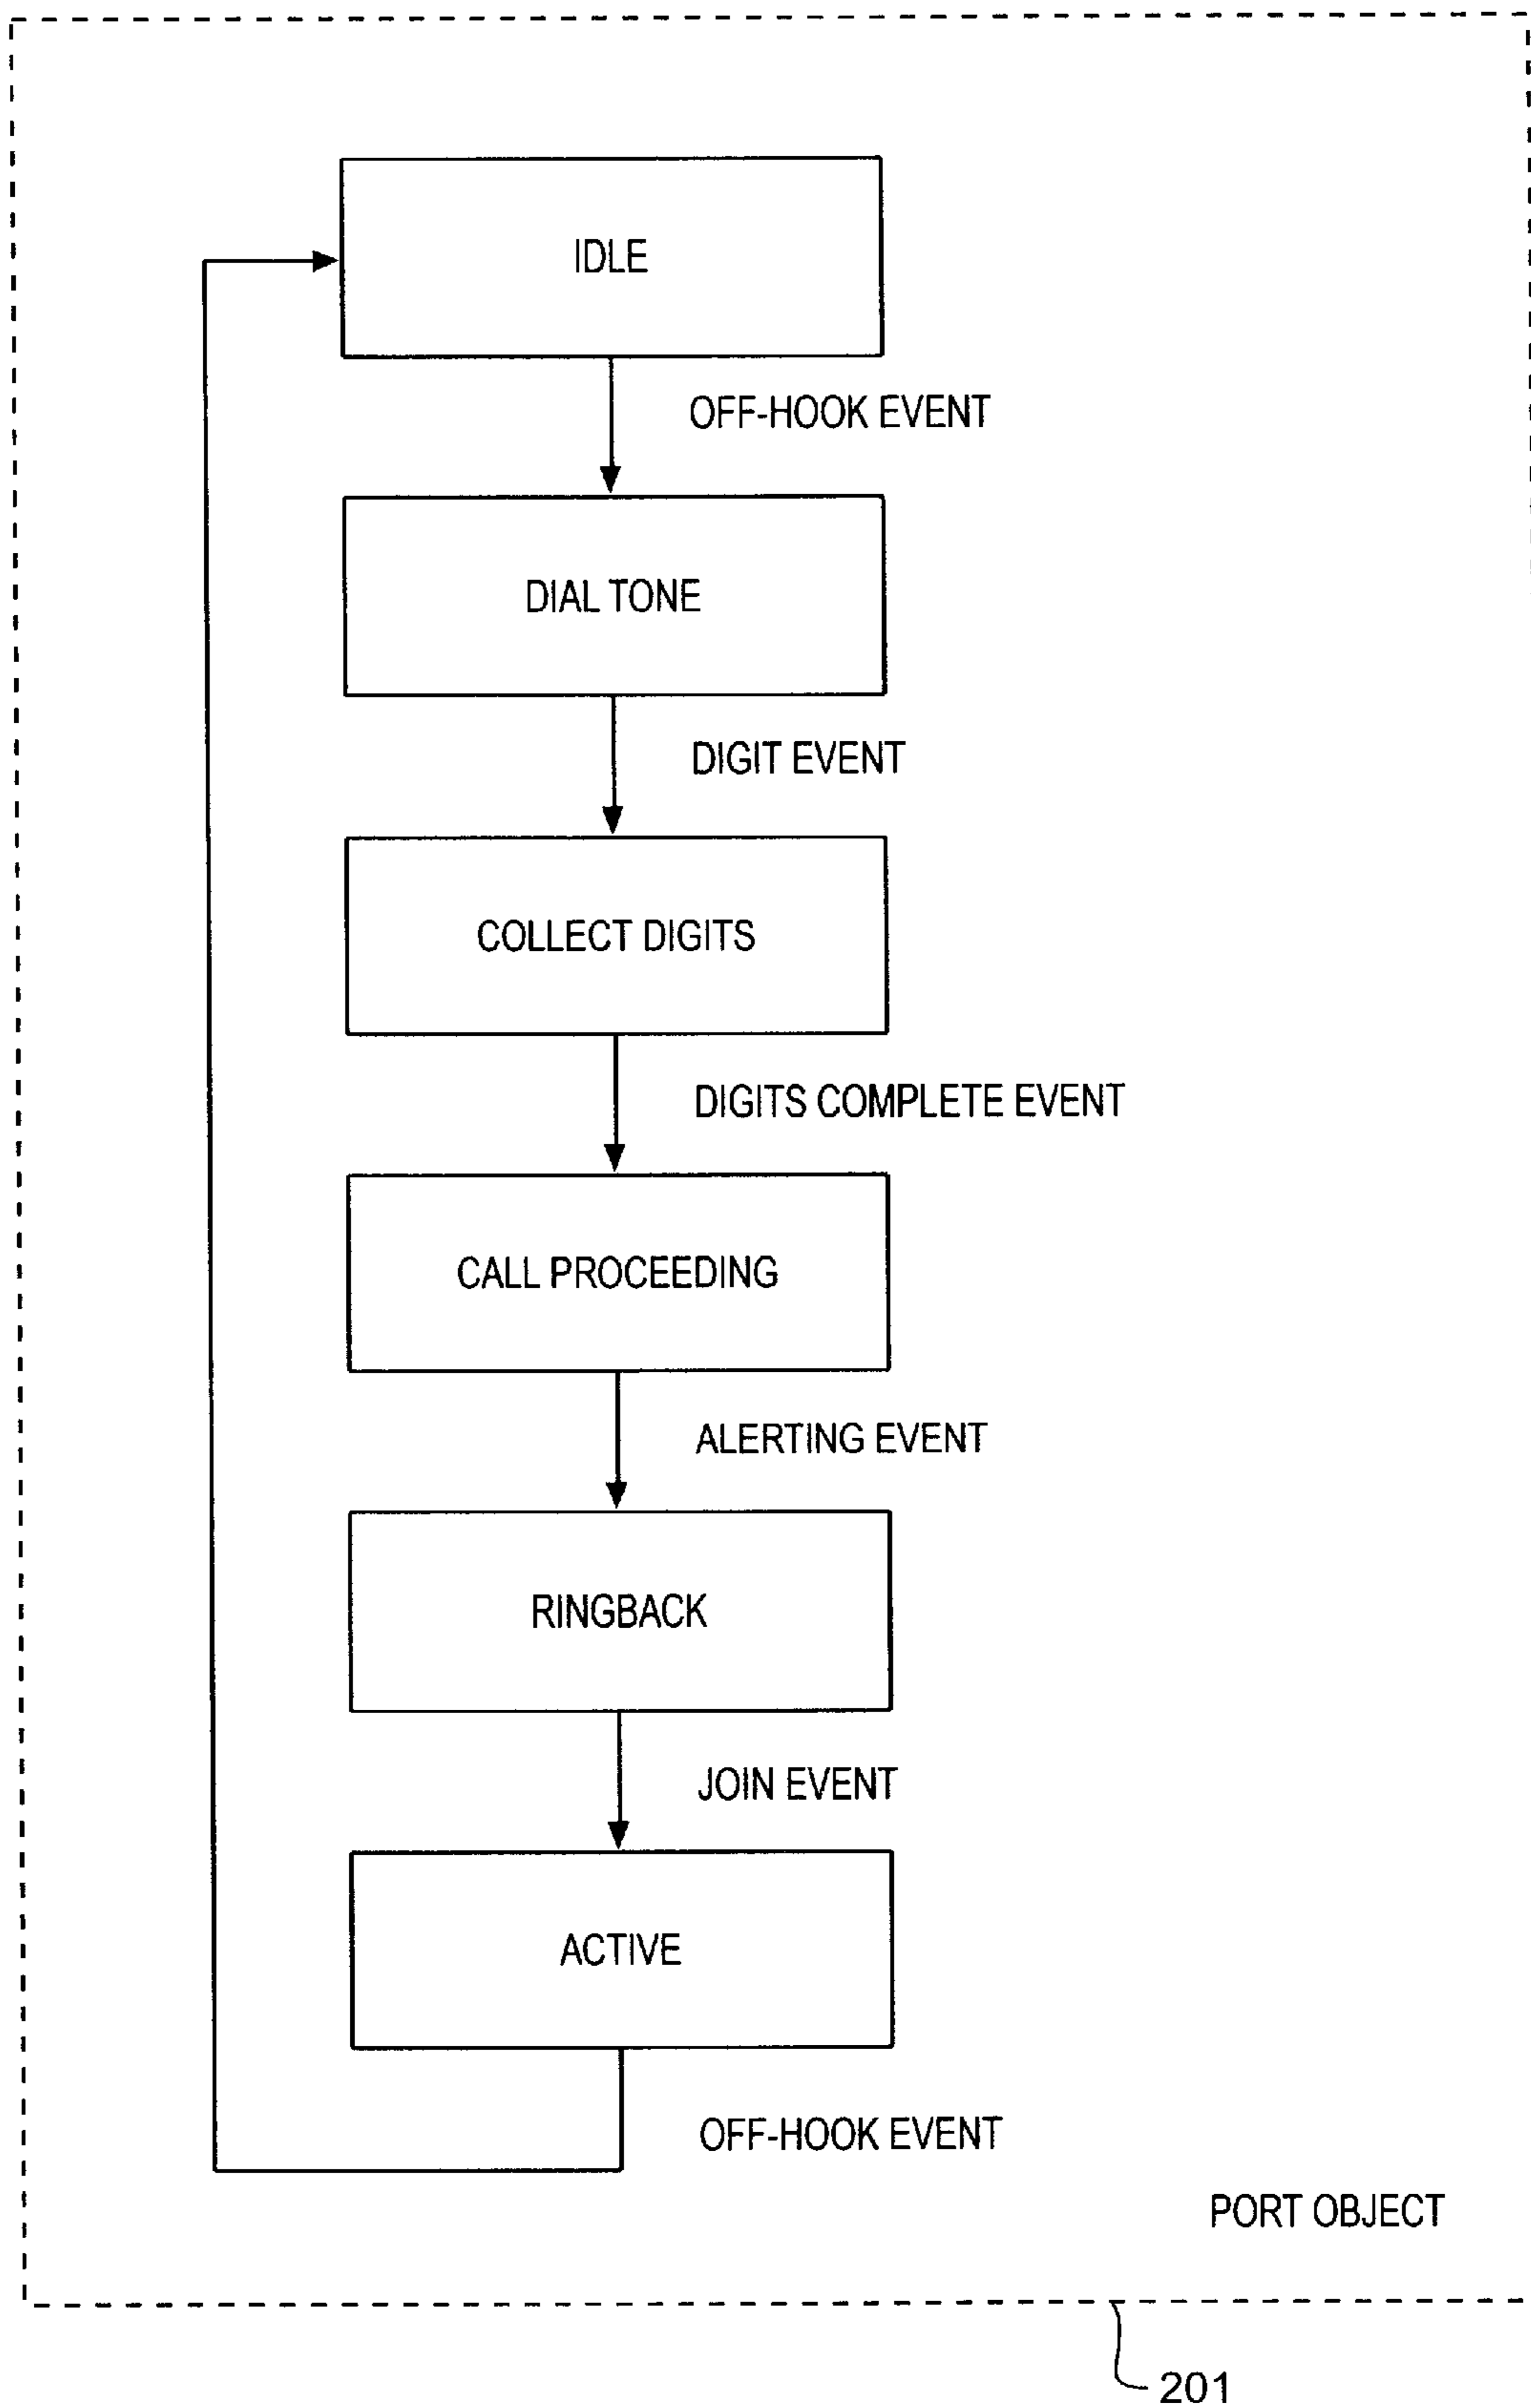 IDLE
OFF-HOOK EVENT
DIAL TONE
DIGIT EVENT
COLLECT DIGITS
DIGITS COMPLETE EVENT
CALL PROCEEDING
ALERTING EVENT
RINGBACK
JOIN EVENT
ACTIVE
OFF-HOOK EVENT
PORT OBJECT
201